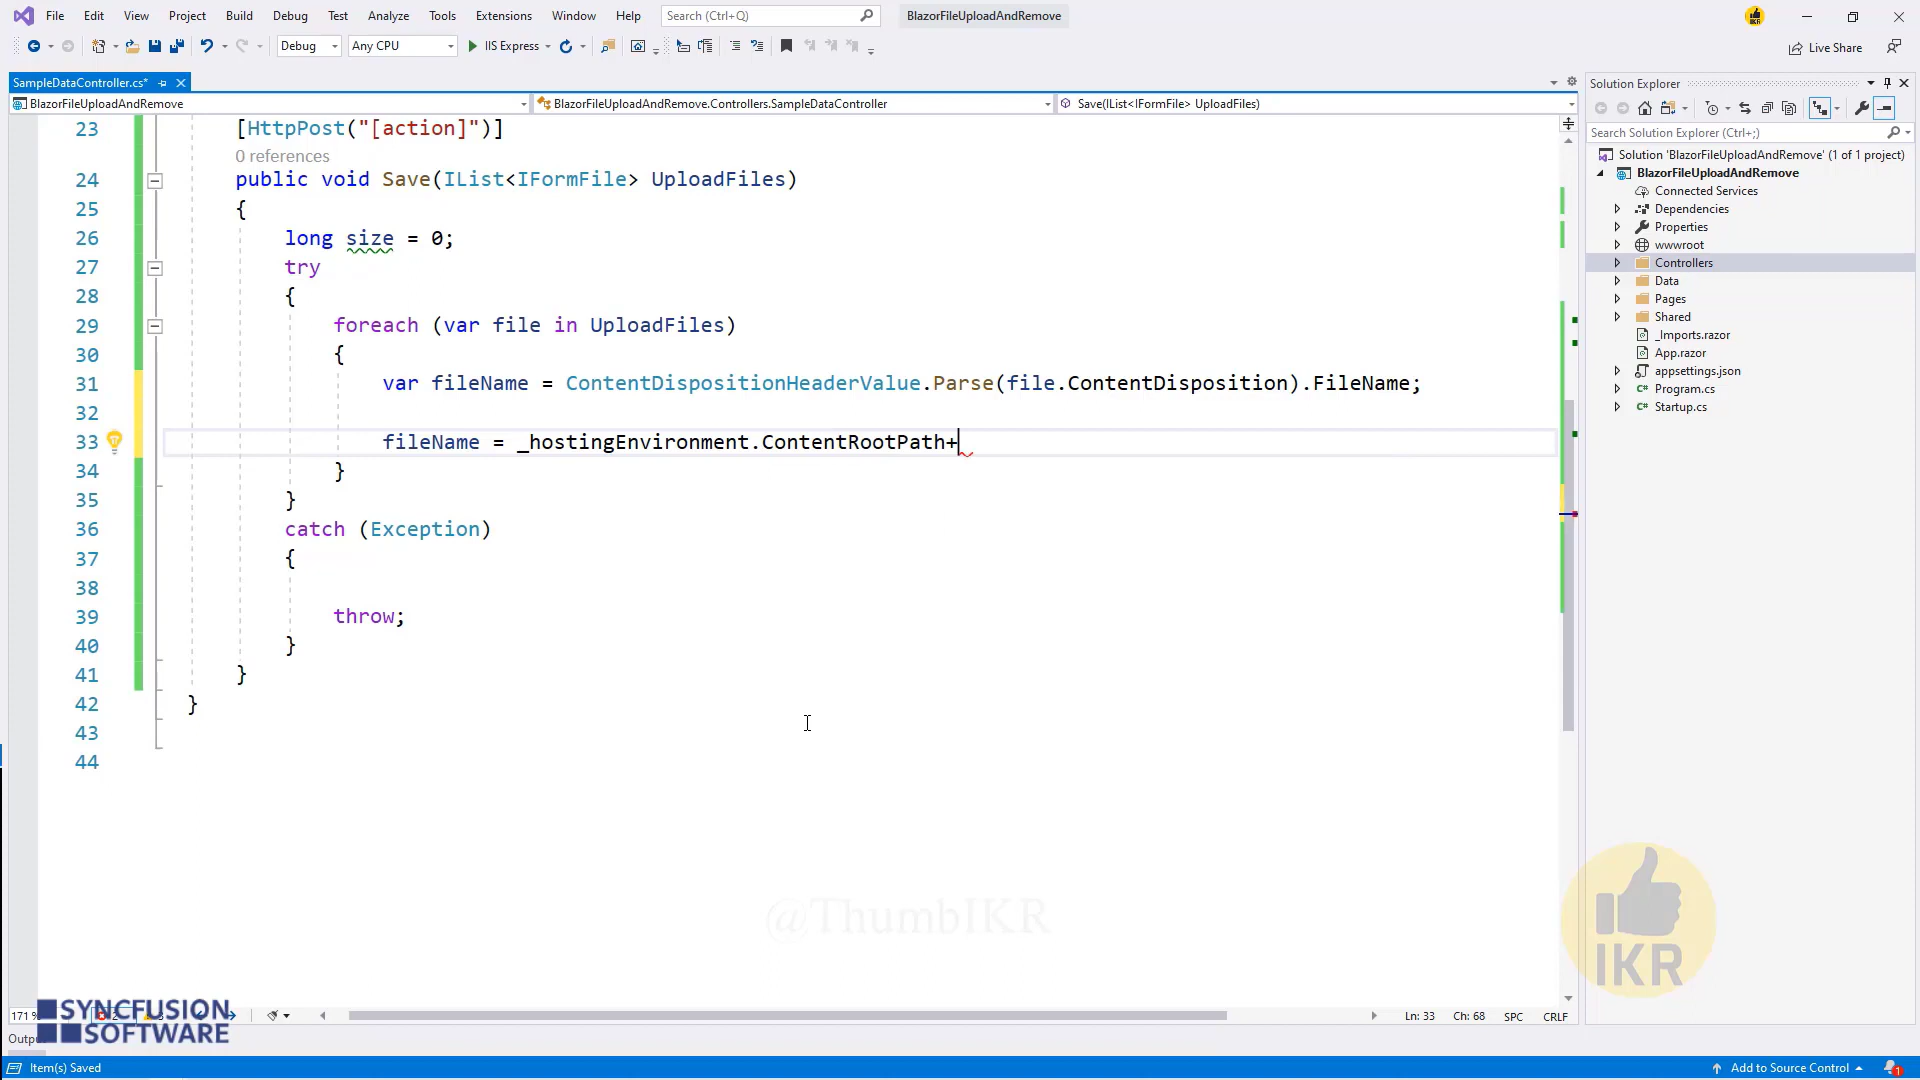 File Edit View Project Build Debug Test Analyze Tools Extensions Window Help Search (Ctrl+Q) BlazorFileUploadAndRemove
Debug Any CPU IIS Express Live Share
SampleDataController.cs*
BlazorFileUploadAndRemove BlazorFileUploadAndRemove.Controllers.SampleDataController Save(IList<IFormFile> UploadFiles)
23 [HttpPost("[action]")]
0 references
24 public void Save(IList<IFormFile> UploadFiles)
25 {
26 long size = 0;
27 try
28 {
29 foreach (var file in UploadFiles)
30 {
31 var fileName = ContentDispositionHeaderValue.Parse(file.ContentDisposition).FileName;
32
33 fileName = _hostingEnvironment.ContentRootPath+
34 }
35 }
36 catch (Exception)
37 {
38
39 throw;
40 }
41 }
42 }
43
44
Solution Explorer
Search Solution Explorer (Ctrl+;)
Solution 'BlazorFileUploadAndRemove' (1 of 1 project)
BlazorFileUploadAndRemove
Connected Services
Dependencies
Properties
wwwroot
Controllers
Data
Pages
Shared
_Imports.razor
App.razor
appsettings.json
Program.cs
Startup.cs
@ThumbIKR
IKR
SYNCFUSION
SOFTWARE
171 %
Ln: 33 Ch: 68 SPC CRLF
Item(s) Saved Add to Source Control 1